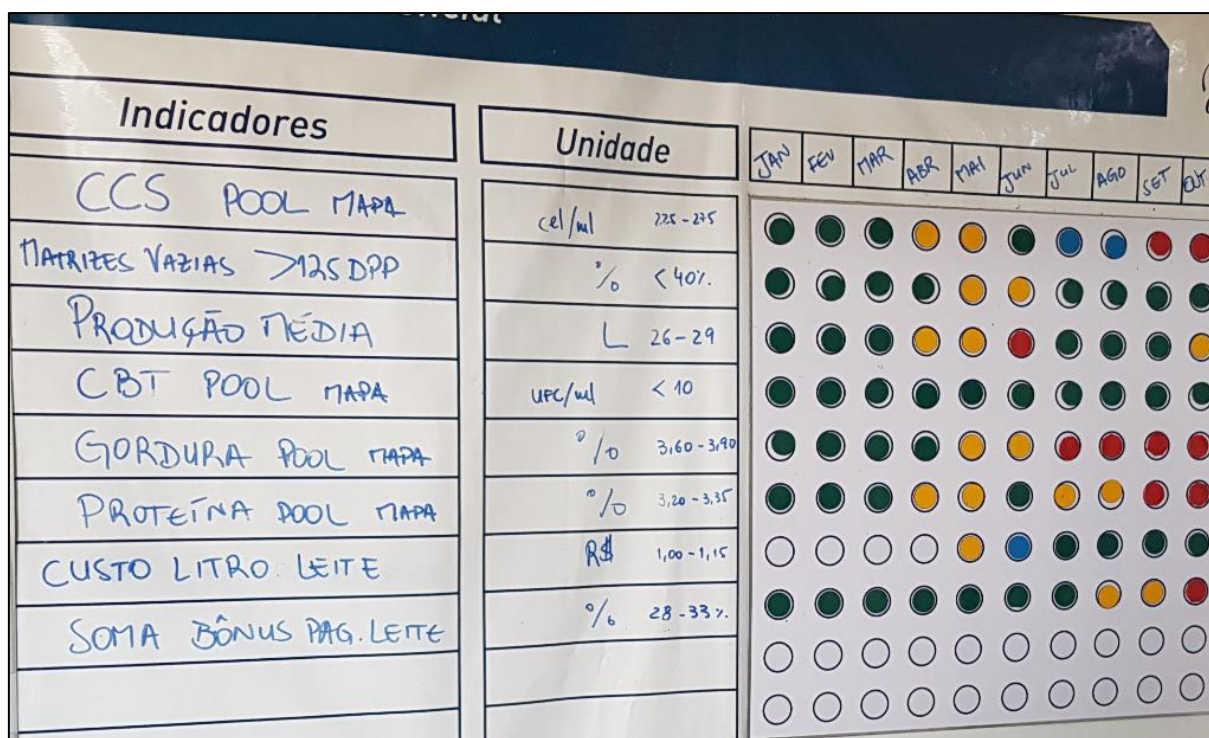 Indicadores Unidade JAN FEV MAR ABR MAI JUN JUL AGO SET OUT
CCS POOL MAPA cel/ml 225-275
MATRIZES VAZIAS >125 DPP % <40%
PRODUÇÃO MÉDIA L 26-29
CBT POOL MAPA UFC/ml <10
GORDURA POOL MAPA % 3,60-3,90
PROTEÍNA POOL MAPA % 3,20-3,35
CUSTO LITRO LEITE R$ 1,00-1,15
SOMA BÔNUS PAG. LEITE % 28-33%